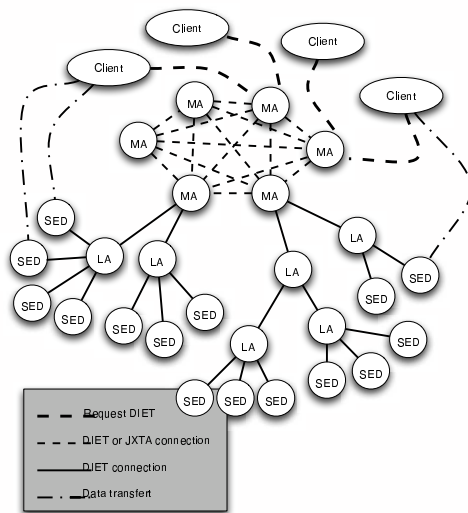 Client
Client
Client
Client
MA
MA
MA
MA
MA
MA
SED
LA
SED
LA
SED
LA
SED
SED
SED
SED
SED
SED
SED
LA
LA
SED
SED
SED
SED
SED
SED
SED
Request DIET
DIET or JXTA connection
DIET connection
Data transfert